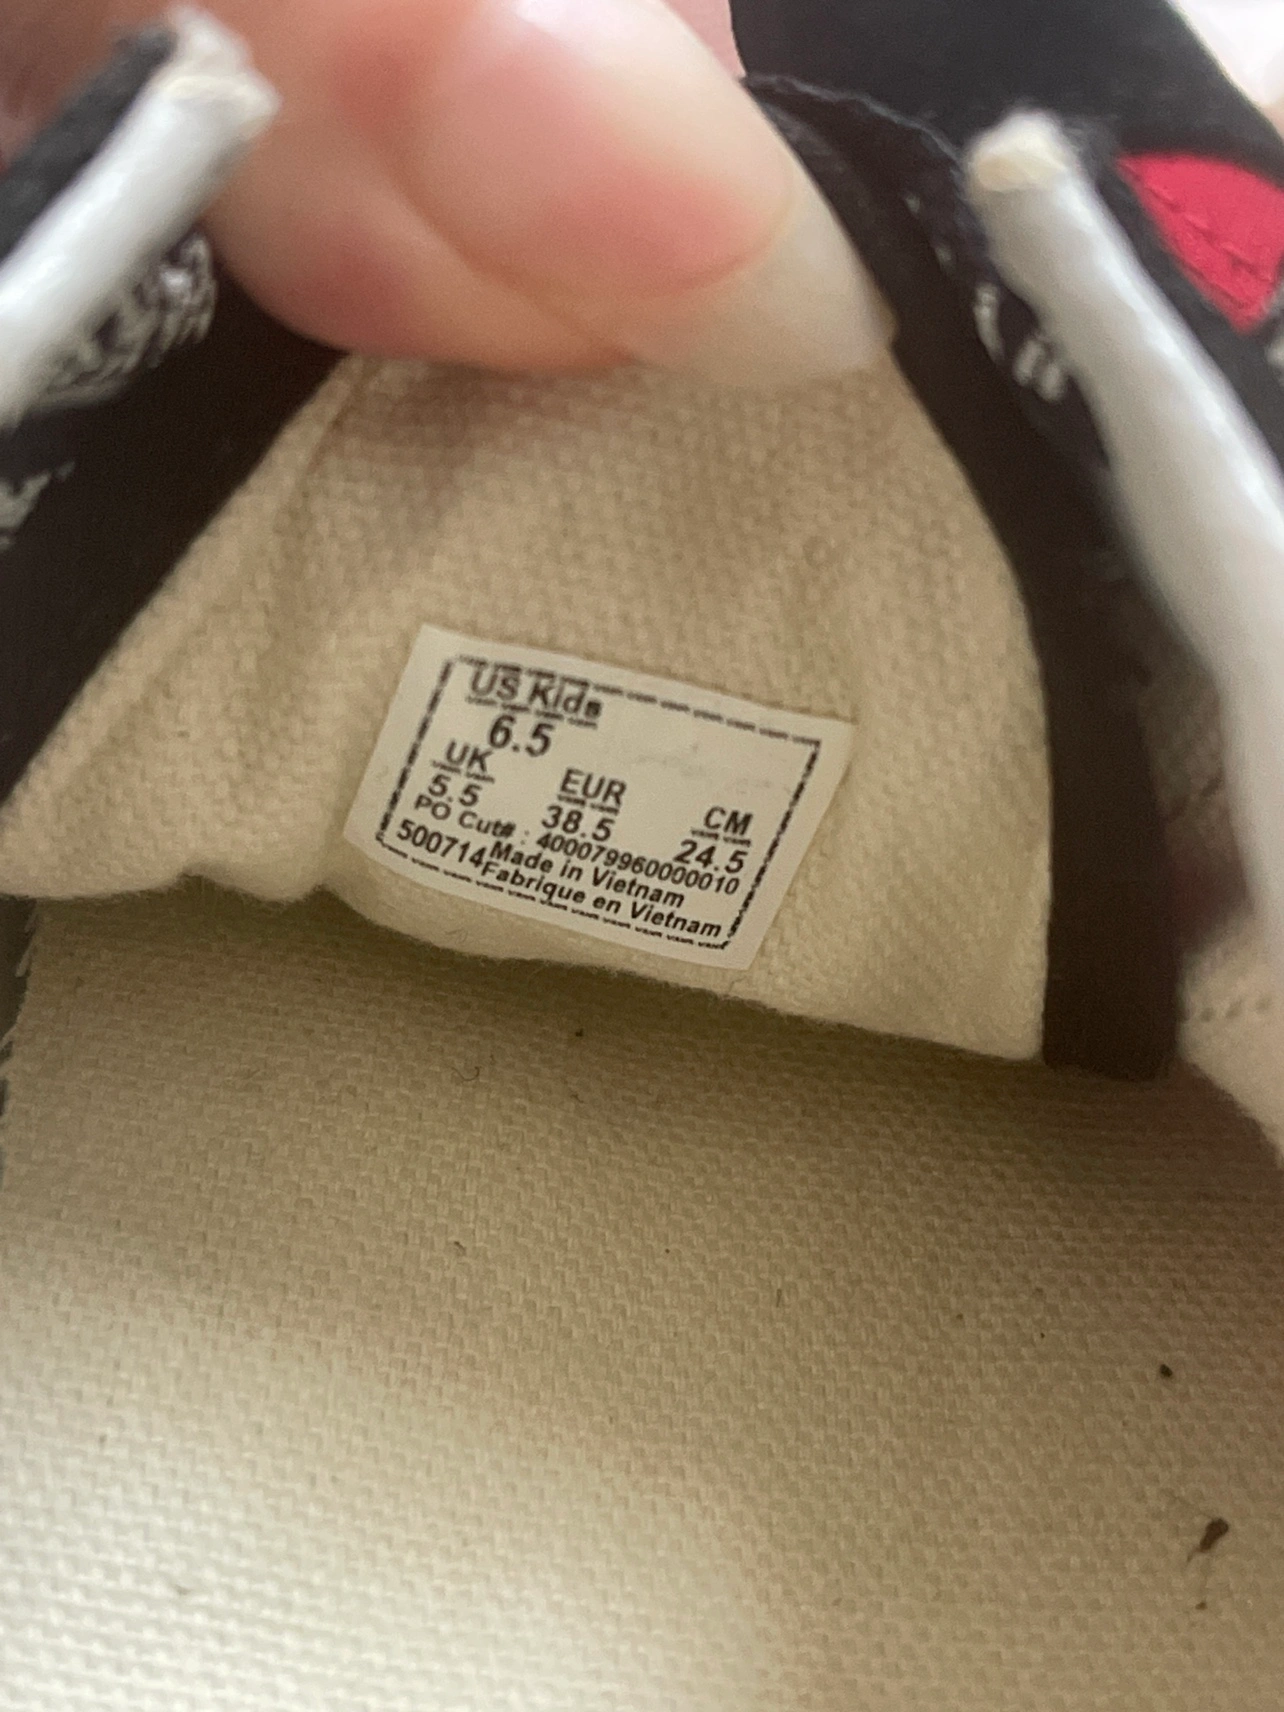 US Kids
6.5
UK EUR CM
5.5 38.5 24.5
PO Cut# : 400079960000010
500714 Made in Vietnam
Fabrique en Vietnam